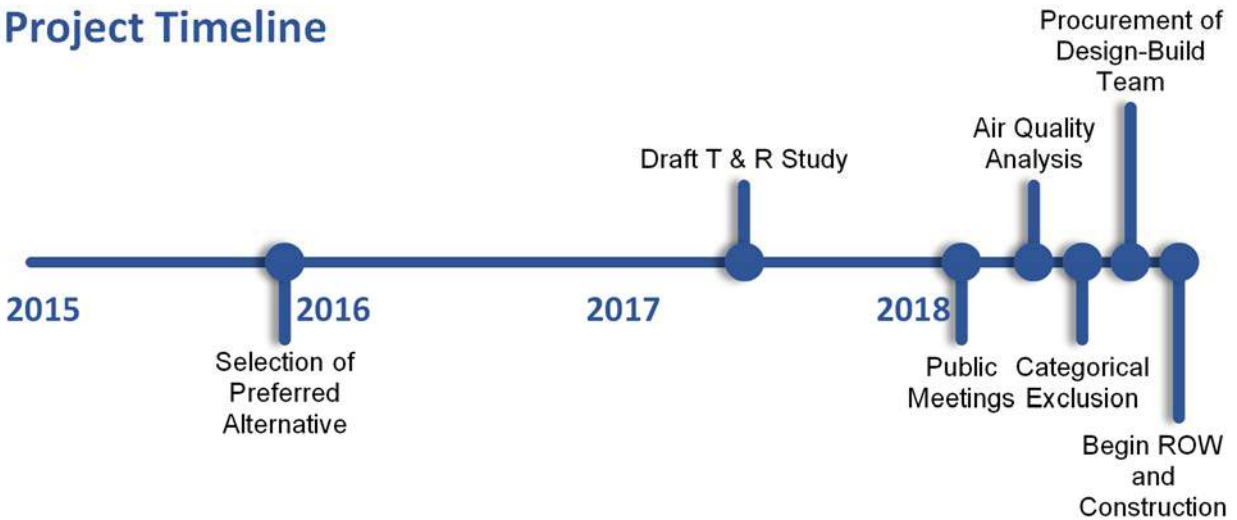 Project Timeline
Procurement of
Design-Build
Team
Air Quality
Analysis
Draft T & R Study
2015
2016
2017
2018
Selection of
Preferred
Alternative
Public
Meetings
Categorical
Exclusion
Begin ROW
and
Construction